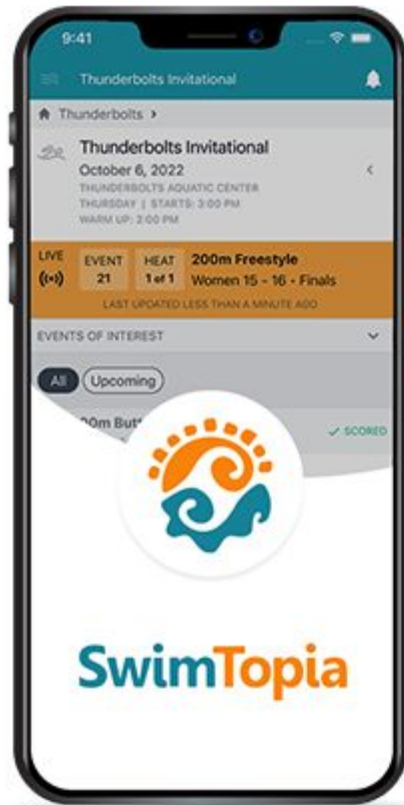 9:41
Thunderbolts Invitational
Thunderbolts
Thunderbolts Invitational
October 6, 2022
THUNDERBOLTS AQUATIC CENTER
THURSDAY | STARTS: 3:00 PM
WARM UP: 2:00 PM
LIVE
EVENT
21
HEAT
1 of 1
200m Freestyle
Women 15 - 16 - Finals
LAST UPDATED LESS THAN A MINUTE AGO
EVENTS OF INTEREST
All
Upcoming
SCORED
SwimTopia